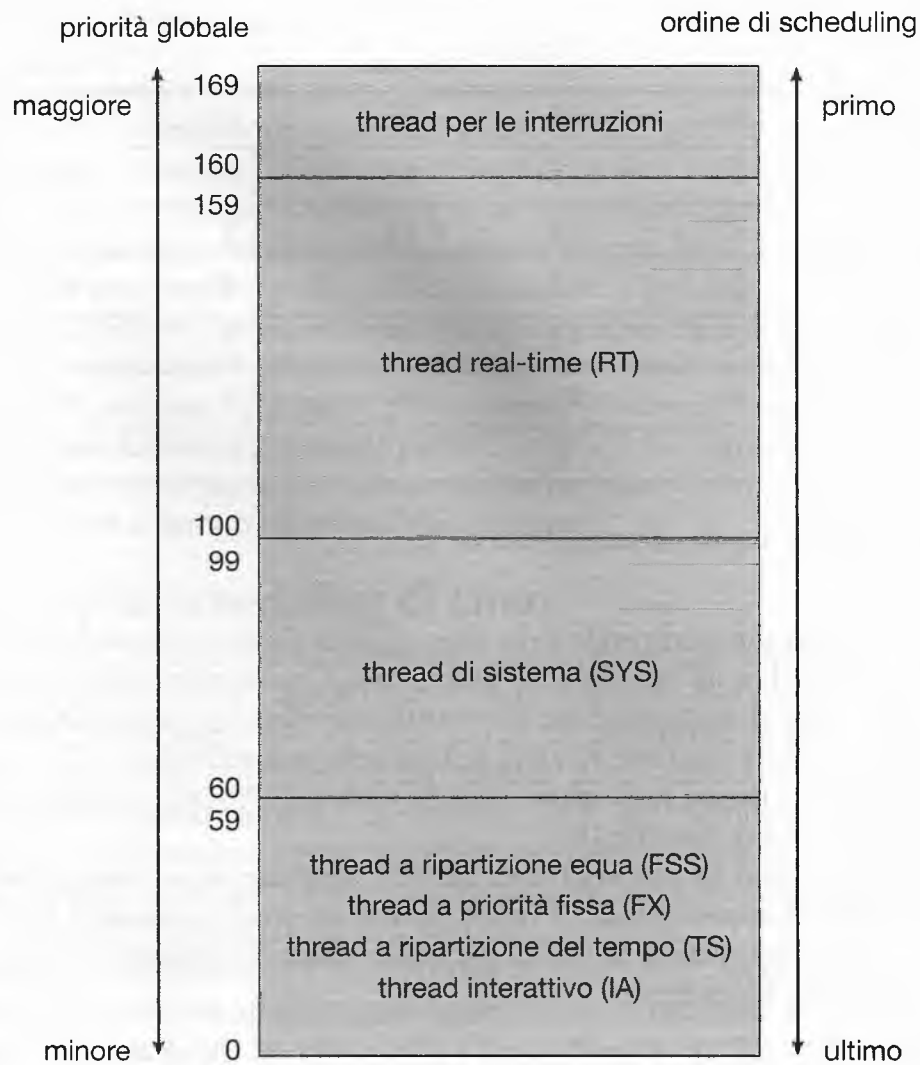 priorità globale
ordine di scheduling
maggiore
169
thread per le interruzioni
primo
160
159
thread real-time (RT)
100
99
thread di sistema (SYS)
60
59
thread a ripartizione equa (FSS)
thread a priorità fissa (FX)
thread a ripartizione del tempo (TS)
thread interattivo (IA)
minore
0
ultimo